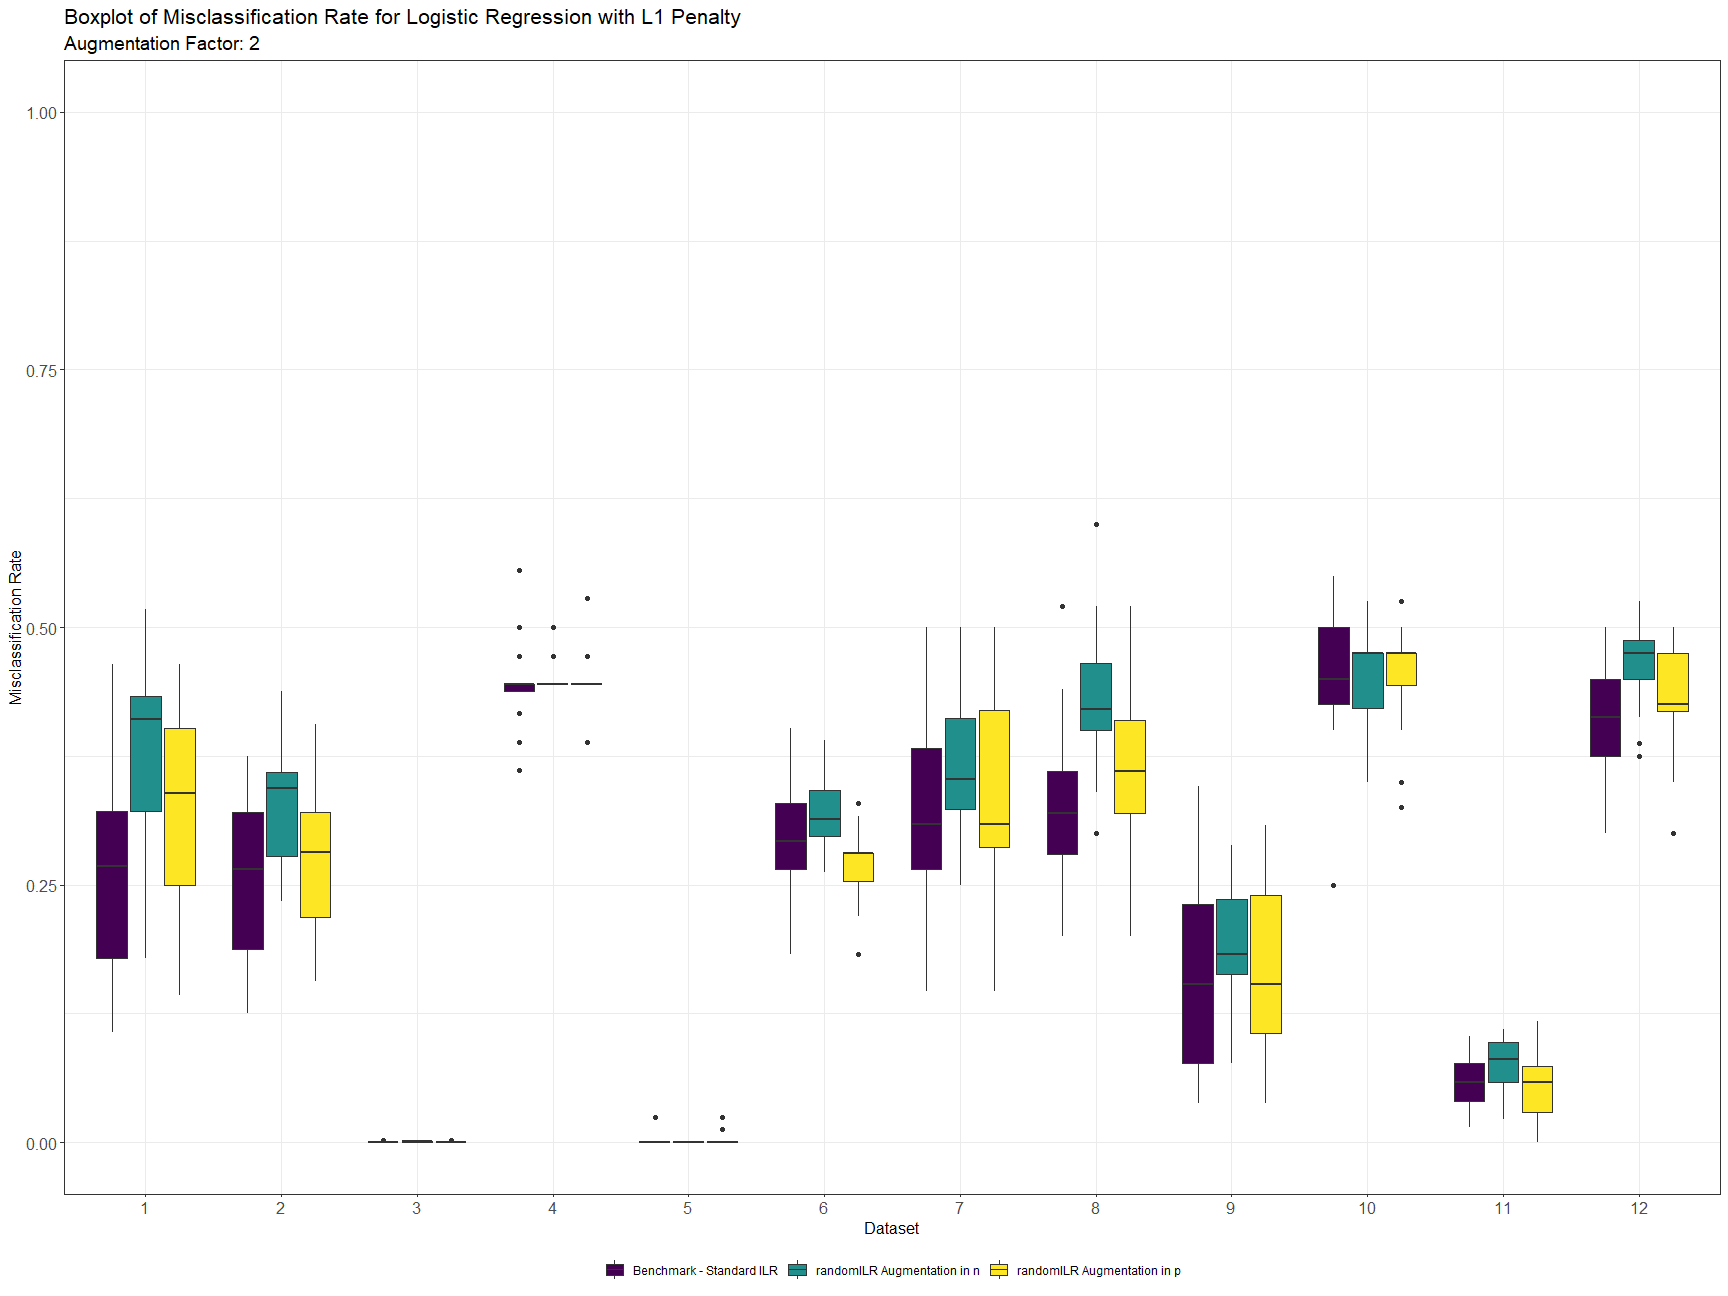 Boxplot of Misclassification Rate for Logistic Regression with L1 Penalty
Augmentation Factor: 2
1.00
0.75
0.50
0.25
0.00
Misclassification Rate
1 2 3 4 5 6 7 8 9 10 11 12
Dataset
Benchmark - Standard ILR randomILR Augmentation in n randomILR Augmentation in p